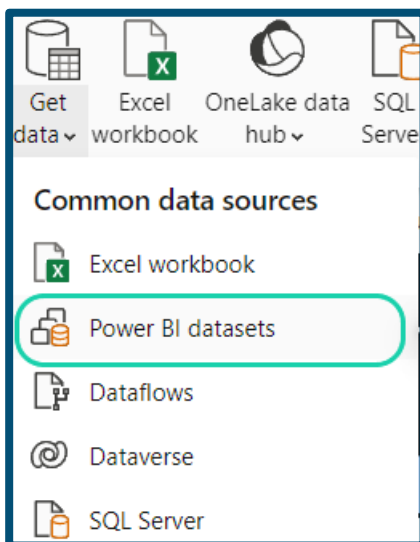 Get data
Excel workbook
OneLake data hub
SQL Serve
Common data sources
Excel workbook
Power BI datasets
Dataflows
Dataverse
SQL Server